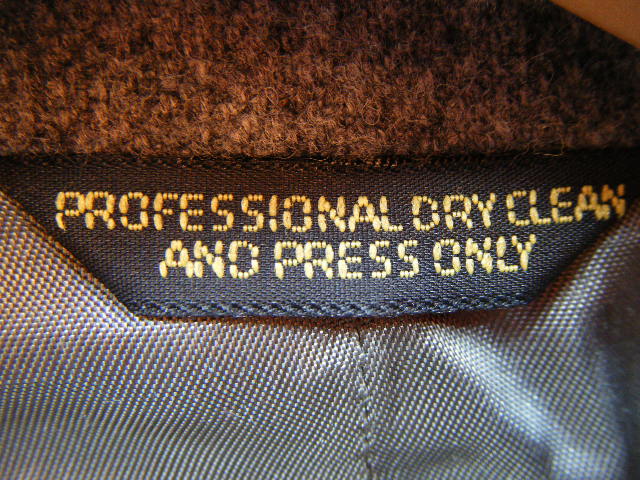 PROFESSIONAL DRY CLEAN
AND PRESS ONLY